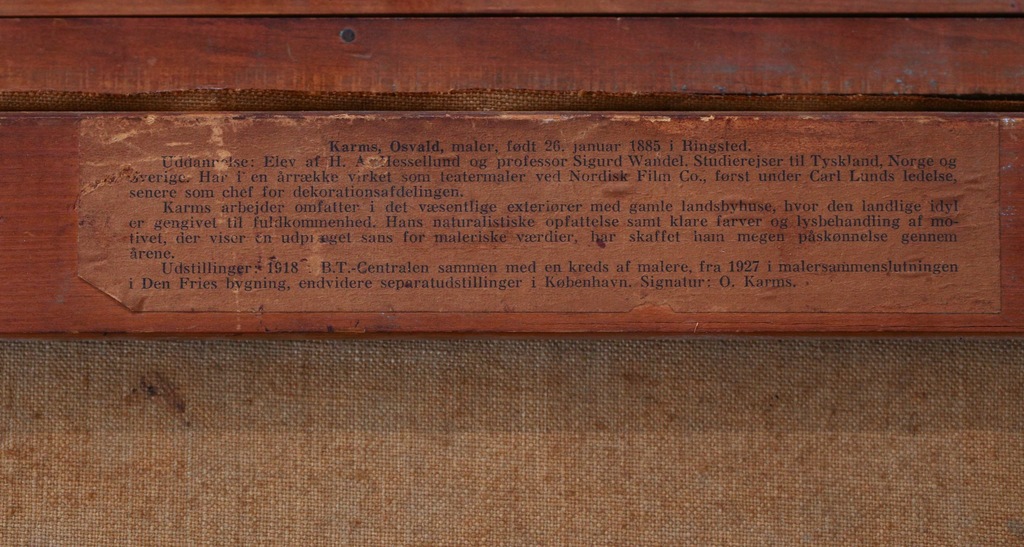 Karms, Osvald, maler, født 26. januar 1885 i Ringsted.
Uddannelse: Elev af H. A. Hessellund og professor Sigurd Wandel. Studierejser til Tyskland, Norge og
Sverige. Har i en årrække virket som teatermaler ved Nordisk Film Co., først under Carl Lunds ledelse,
senere som chef for dekorationsafdelingen.
Karms arbejder omfatter i det væsentlige exteriører med gamle landsbyhuse, hvor den landlige idyl
er gengivet til fuldkommenhed. Hans naturalistiske opfattelse samt klare farver og lysbehandling af mo-
tivet, der viser en udpræget sans for maleriske værdier, har skaffet ham megen påskønnelse gennem
årene.
Udstillinger: 1918 i B.T.-Centralen sammen med en kreds af malere, fra 1927 i malersammenslutningen
i Den Fries bygning, endvidere separatudstillinger i København. Signatur: O. Karms.